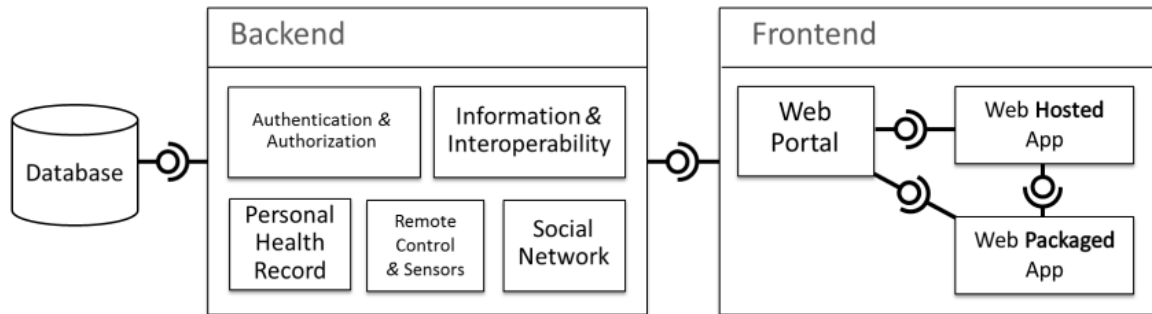 Database
Backend
Authentication &
Authorization
Information &
Interoperability
Personal
Health
Record
Remote
Control
& Sensors
Social
Network
Frontend
Web
Portal
Web Hosted
App
Web Packaged
App